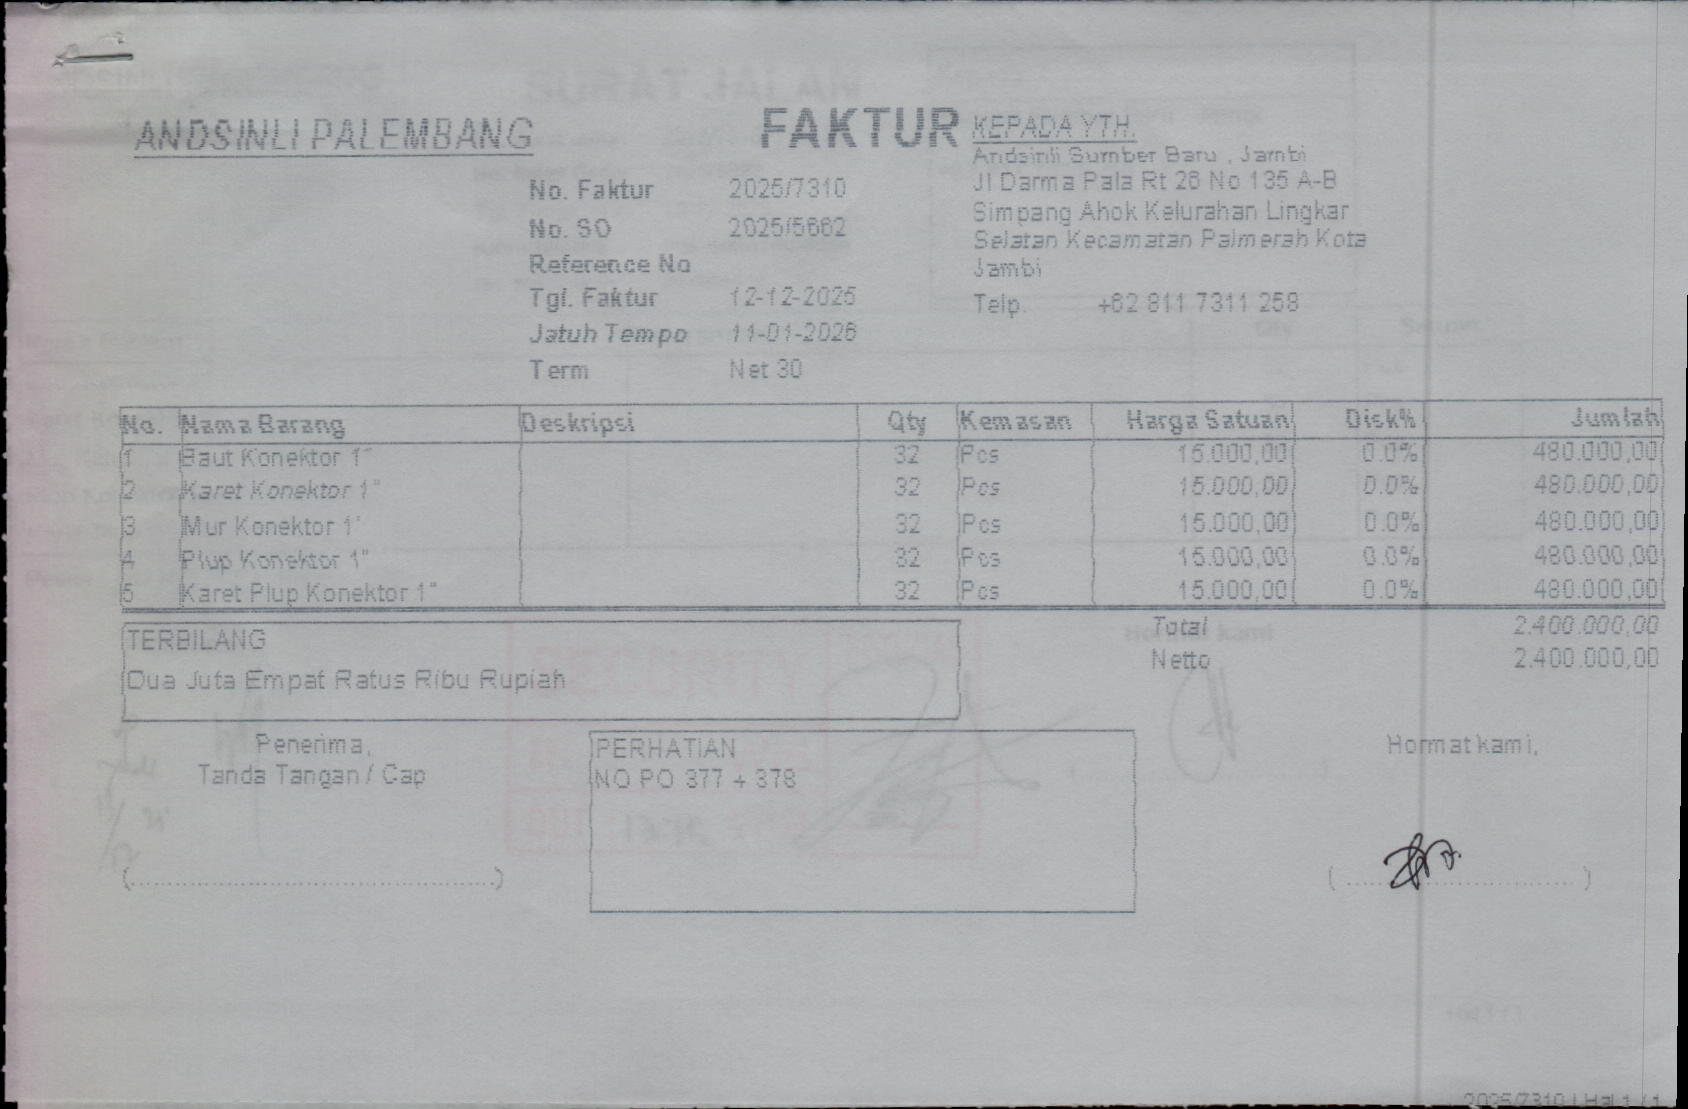 ANDSINLI PALEMBANG
FAKTUR
No. Faktur 2025/7310
No. SO 2025/5662
Reference No
Tgl. Faktur 12-12-2025
Jatuh Tempo 11-01-2026
Term Net 30
KEPADA YTH.
Andsinli Sumber Baru , Jambi
Jl Darma Pala Rt 26 No 135 A-B
Simpang Ahok Kelurahan Lingkar
Selatan Kecamatan Palmerah Kota
Jambi
Telp. +62 811 7311 258
No. Nama Barang Deskripsi Qty Kemasan Harga Satuan Disk% Jumlah
1 Baut Konektor 1" 32 Pcs 15.000,00 0.0% 480.000,00
2 Karet Konektor 1" 32 Pcs 15.000,00 0.0% 480.000,00
3 Mur Konektor 1" 32 Pcs 15.000,00 0.0% 480.000,00
4 Plup Konektor 1" 32 Pcs 15.000,00 0.0% 480.000,00
5 Karet Plup Konektor 1" 32 Pcs 15.000,00 0.0% 480.000,00
Total 2.400.000,00
Netto 2.400.000,00
TERBILANG
Dua Juta Empat Ratus Ribu Rupiah
Penerima,
Tanda Tangan / Cap
PERHATIAN
NO PO 377 + 378
Hormat kami,
2025/7310 | Hal 1 / 1